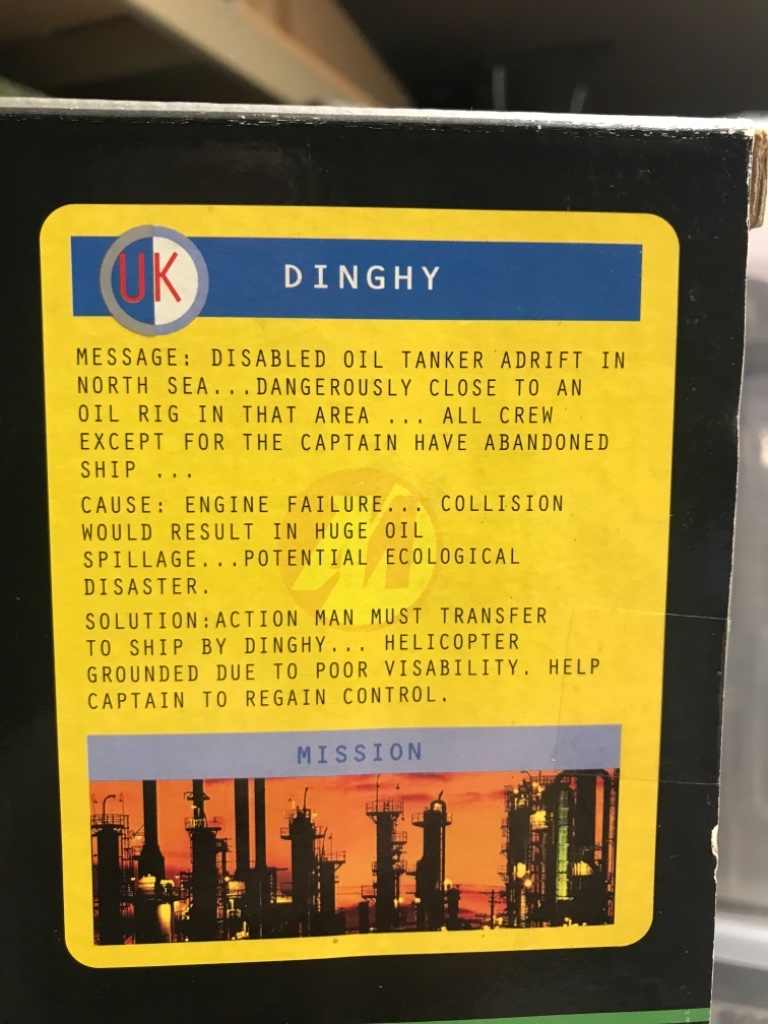 UK
DINGHY
MESSAGE: DISABLED OIL TANKER ADRIFT IN
NORTH SEA...DANGEROUSLY CLOSE TO AN
OIL RIG IN THAT AREA ... ALL CREW
EXCEPT FOR THE CAPTAIN HAVE ABANDONED
SHIP ...
CAUSE: ENGINE FAILURE... COLLISION
WOULD RESULT IN HUGE OIL
SPILLAGE...POTENTIAL ECOLOGICAL
DISASTER.
SOLUTION:ACTION MAN MUST TRANSFER
TO SHIP BY DINGHY... HELICOPTER
GROUNDED DUE TO POOR VISABILITY. HELP
CAPTAIN TO REGAIN CONTROL.
MISSION